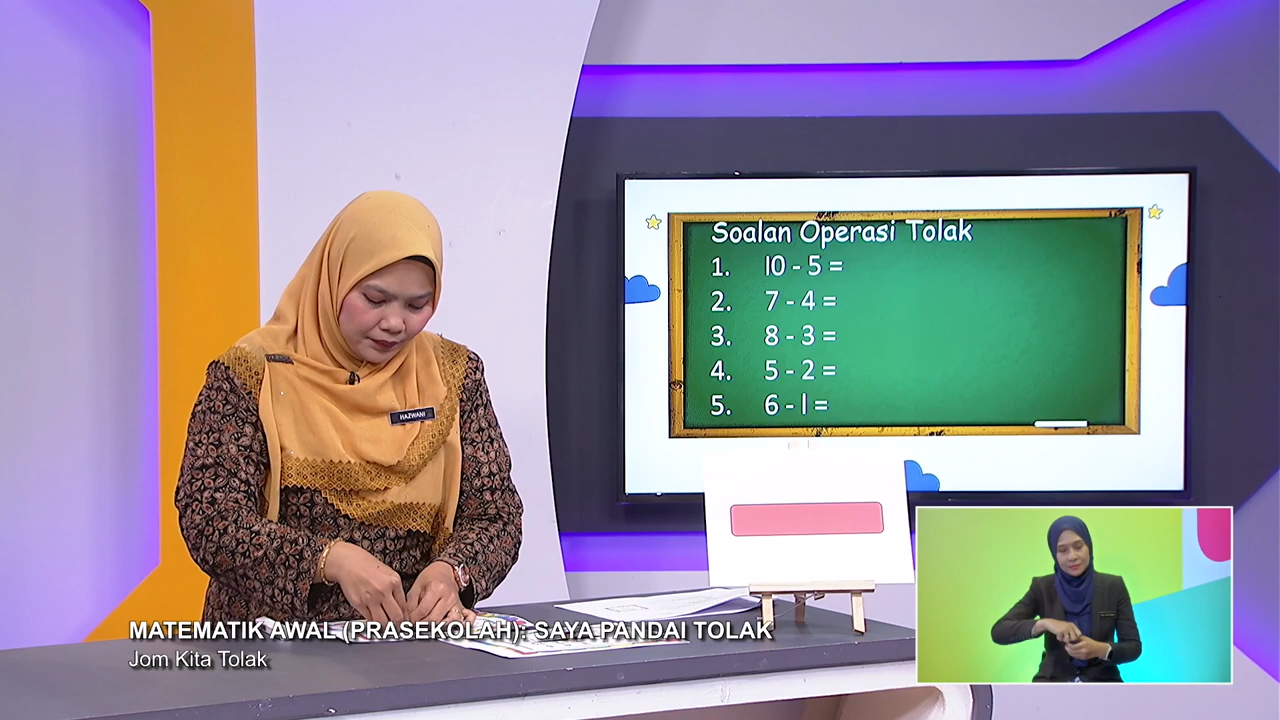 Soalan Operasi Tolak
1. 10 - 5 =
2. 7 - 4 =
3. 8 - 3 =
4. 5 - 2 =
5. 6 - 1 =
HAZWANI
MATEMATIK AWAL (PRASEKOLAH): SAYA PANDAI TOLAK
Jom Kita Tolak